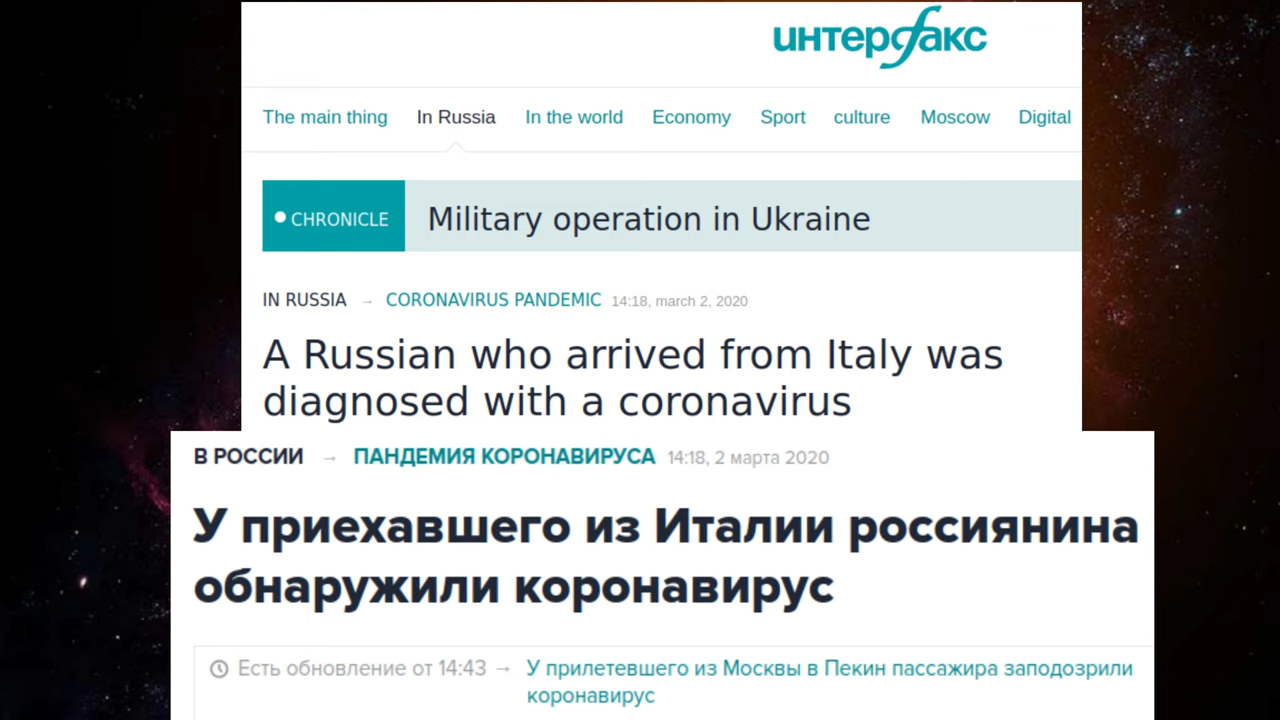 интерфакс
The main thing In Russia In the world Economy Sport culture Moscow Digital
CHRONICLE Military operation in Ukraine
IN RUSSIA → CORONAVIRUS PANDEMIC 14:18, march 2, 2020
A Russian who arrived from Italy was
diagnosed with a coronavirus
В РОССИИ → ПАНДЕМИЯ КОРОНАВИРУСА 14:18, 2 марта 2020
У приехавшего из Италии россиянина
обнаружили коронавирус
Есть обновление от 14:43 → У прилетевшего из Москвы в Пекин пассажира заподозрили
коронавирус